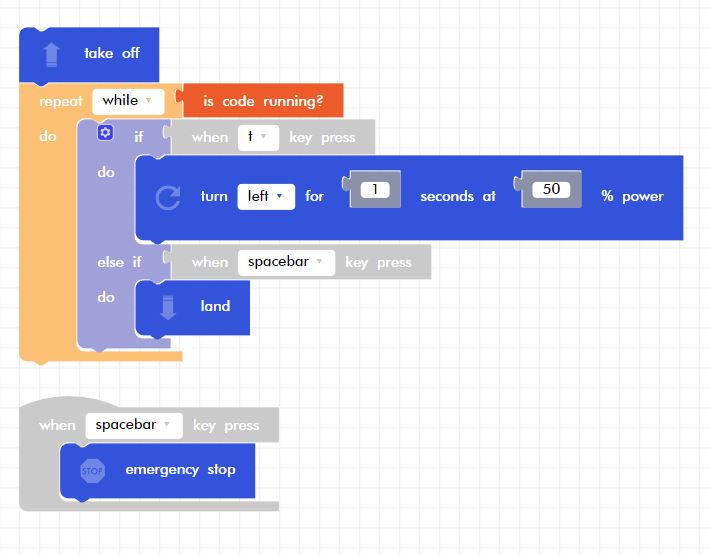 take off
repeat while is code running?
do if when t key press
do
turn left for 1 seconds at 50 % power
else if when spacebar key press
do
land
when spacebar key press
STOP emergency stop